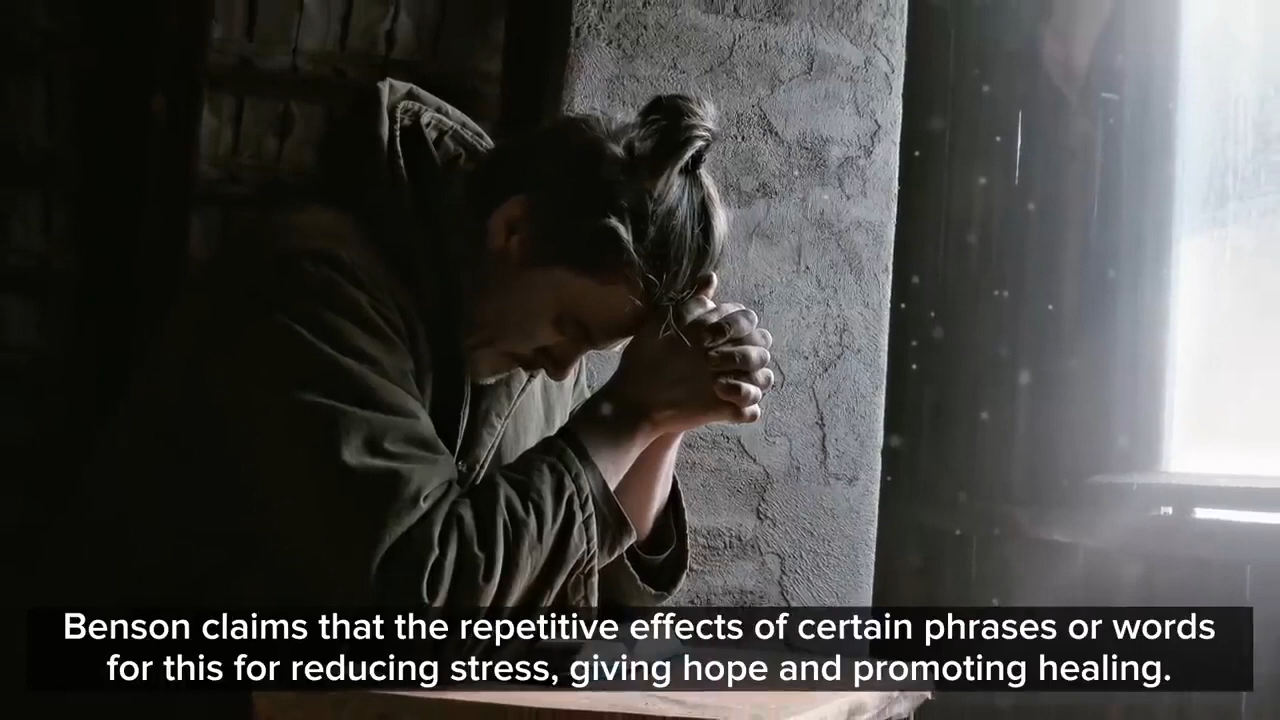 Benson claims that the repetitive effects of certain phrases or words
for this for reducing stress, giving hope and promoting healing.